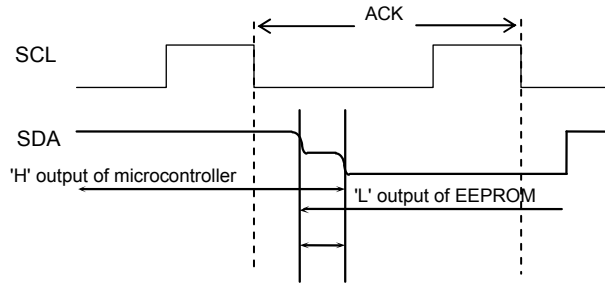 ACK
SCL
SDA
'H' output of microcontroller
'L' output of EEPROM